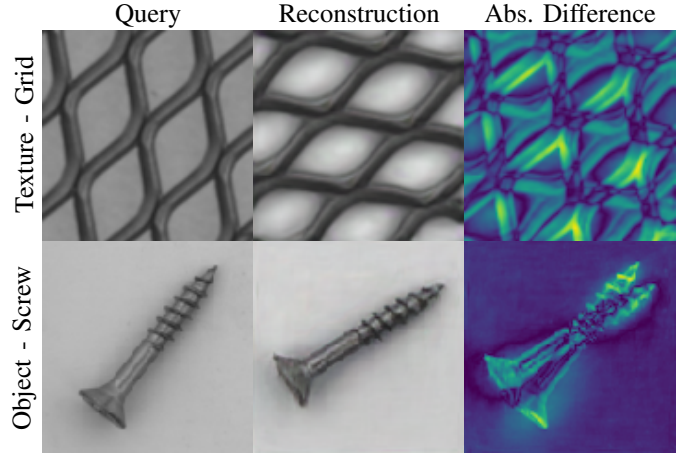 Query
Reconstruction
Abs. Difference
Texture - Grid
Object - Screw